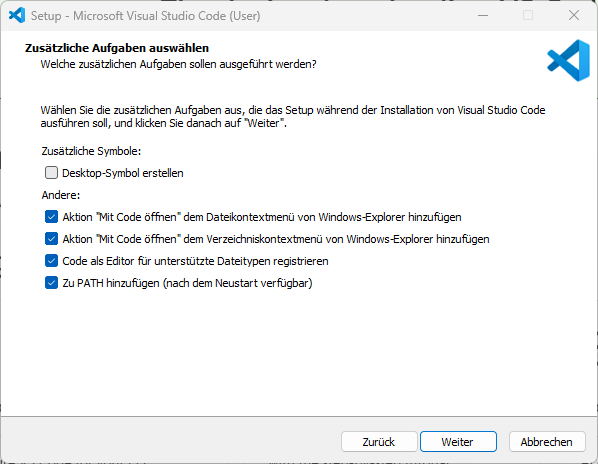 Setup - Microsoft Visual Studio Code (User)
Zusätzliche Aufgaben auswählen
Welche zusätzlichen Aufgaben sollen ausgeführt werden?
Wählen Sie die zusätzlichen Aufgaben aus, die das Setup während der Installation von Visual Studio Code
ausführen soll, und klicken Sie danach auf "Weiter".
Zusätzliche Symbole:
Desktop-Symbol erstellen
Andere:
Aktion "Mit Code öffnen" dem Dateikontextmenü von Windows-Explorer hinzufügen
Aktion "Mit Code öffnen" dem Verzeichniskontextmenü von Windows-Explorer hinzufügen
Code als Editor für unterstützte Dateitypen registrieren
Zu PATH hinzufügen (nach dem Neustart verfügbar)
Zurück
Weiter
Abbrechen